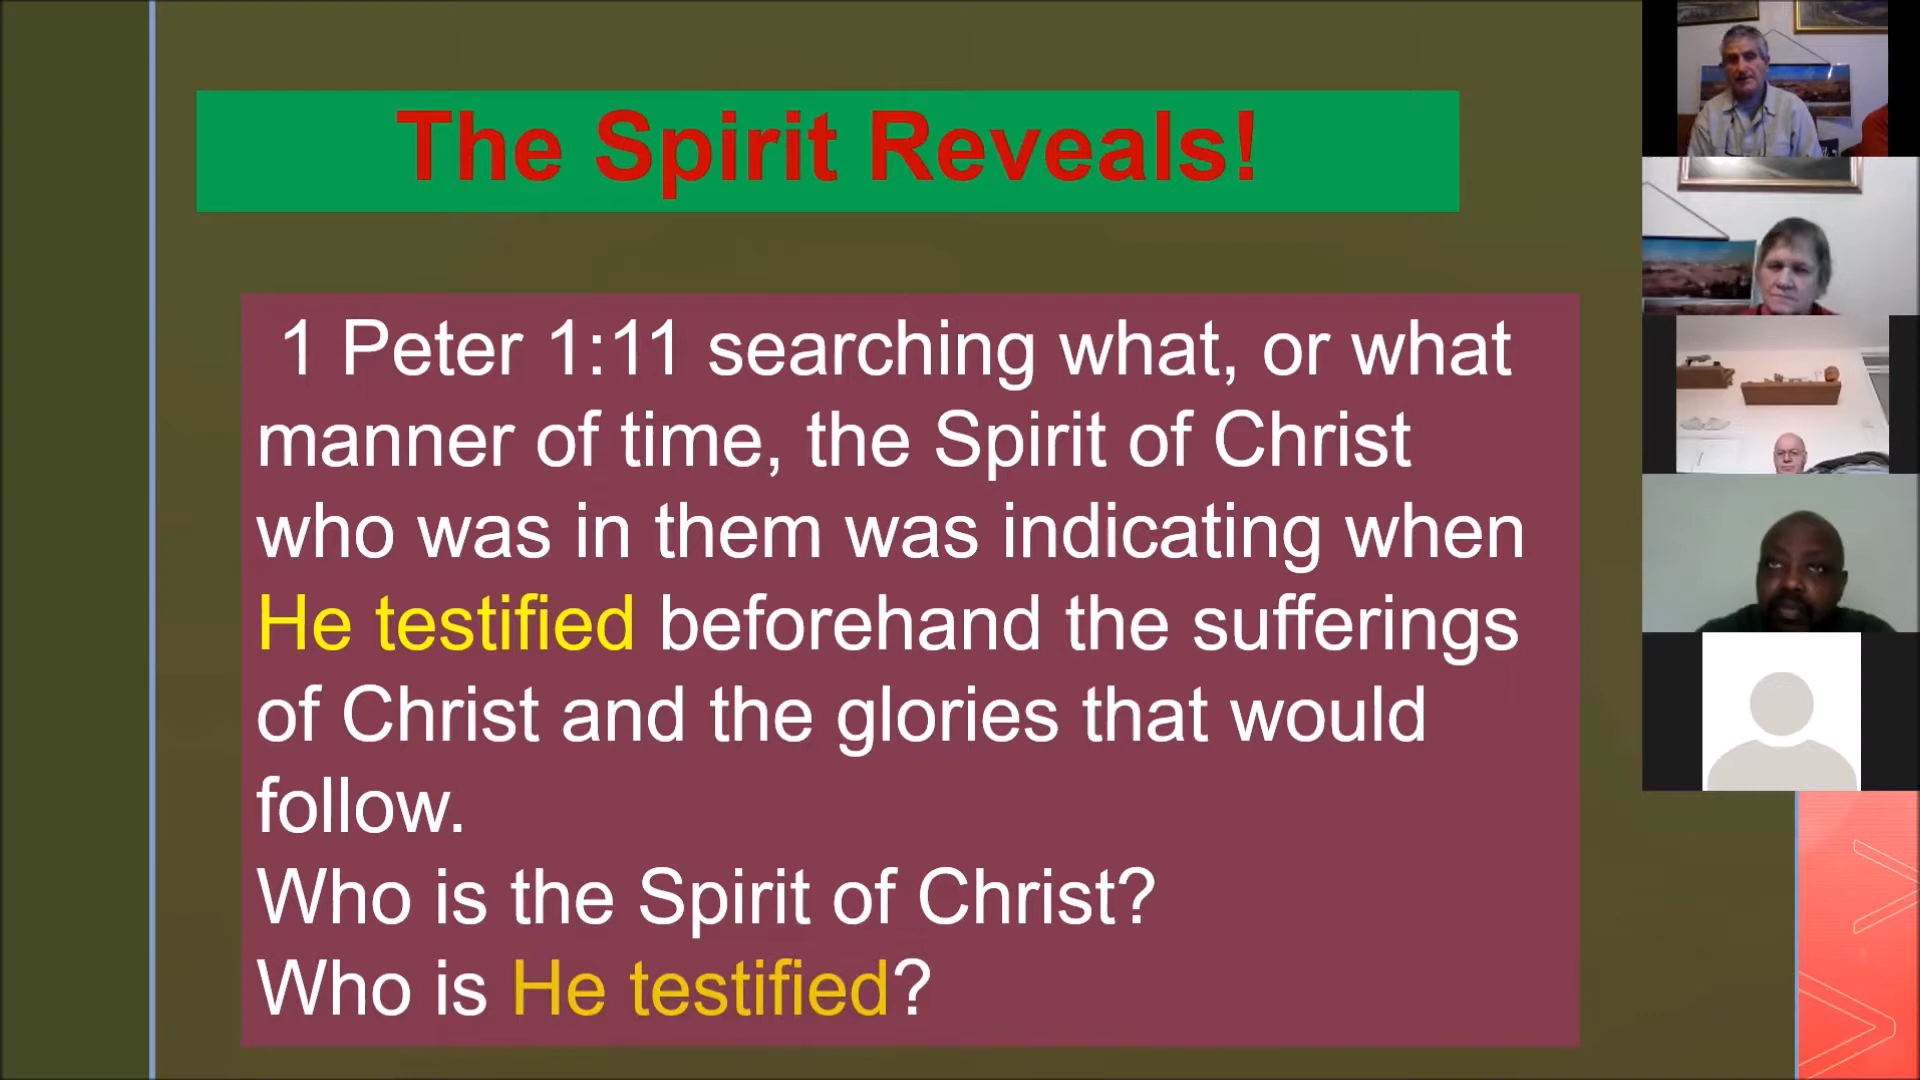 The Spirit Reveals!
1 Peter 1:11 searching what, or what
manner of time, the Spirit of Christ
who was in them was indicating when
He testified beforehand the sufferings
of Christ and the glories that would
follow.
Who is the Spirit of Christ?
Who is He testified?